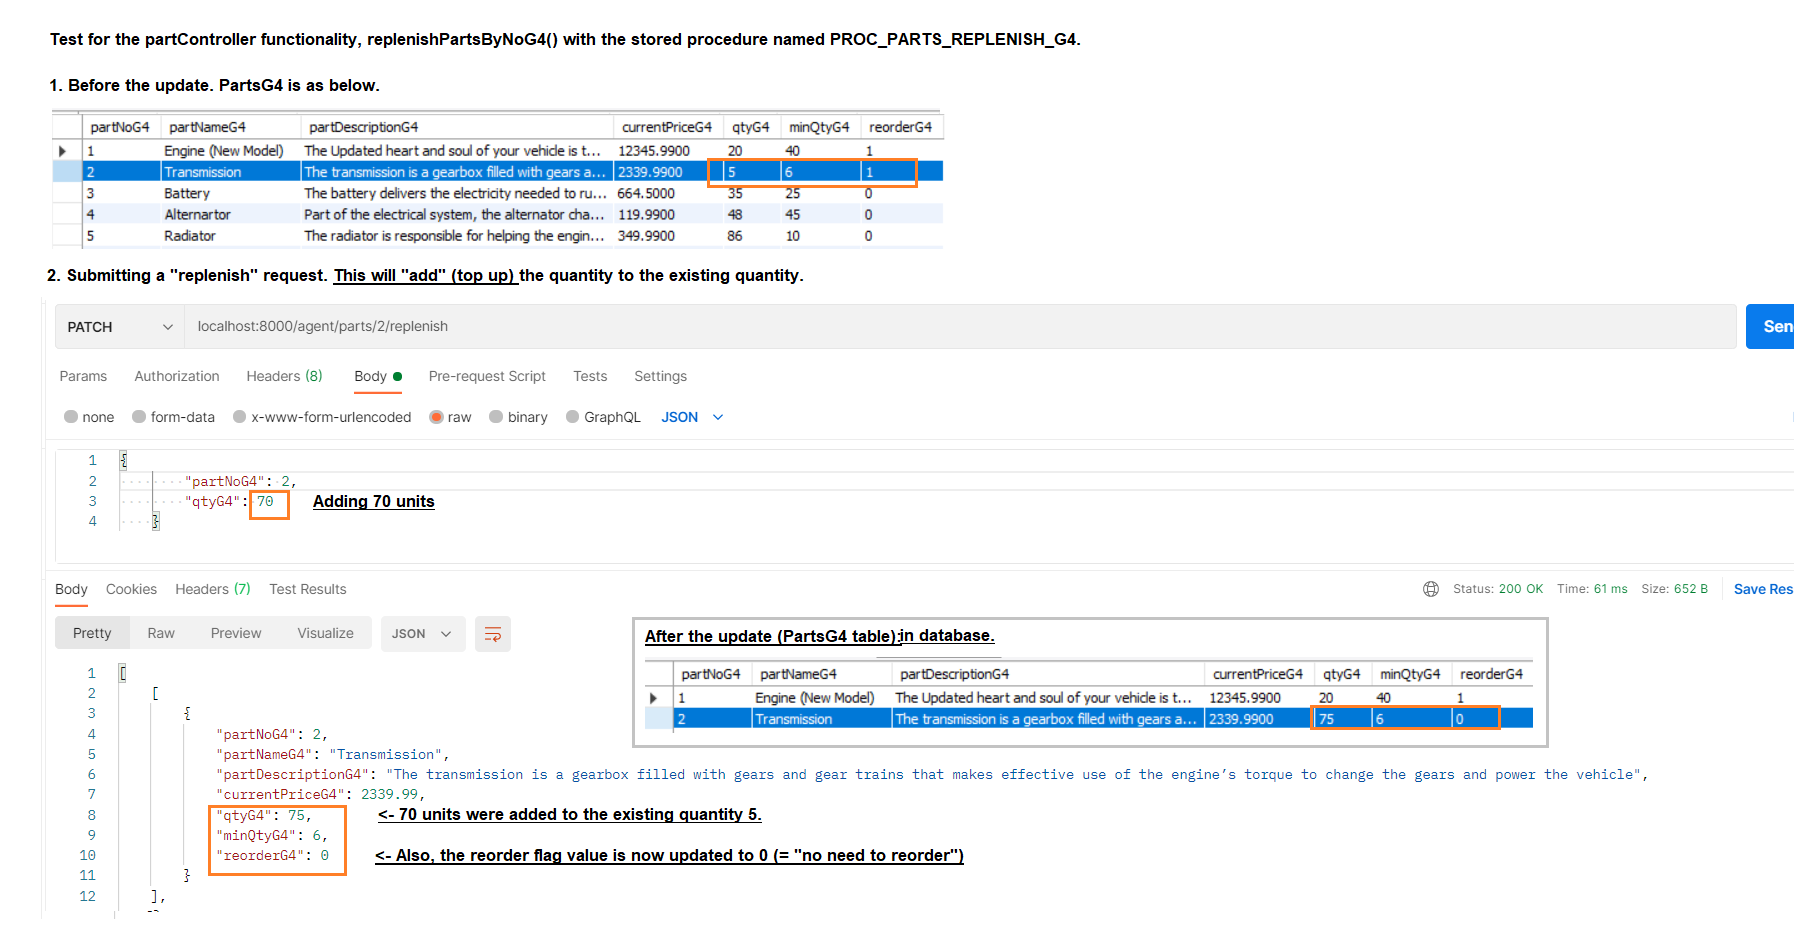 Test for the partController functionality, replenishPartsByNoG4() with the stored procedure named PROC_PARTS_REPLENISH_G4.
1. Before the update. PartsG4 is as below.
partNoG4 partNameG4 partDescriptionG4 currentPriceG4 qtyG4 minQtyG4 reorderG4
1 Engine (New Model) The Updated heart and soul of your vehicle is t... 12345.9900 20 40 1
2 Transmission The transmission is a gearbox filled with gears a... 2339.9900 5 6 1
3 Battery The battery delivers the electricity needed to ru... 664.5000 35 25 0
4 Alternartor Part of the electrical system, the alternator cha... 119.9900 48 45 0
5 Radiator The radiator is responsible for helping the engin... 349.9900 86 10 0
2. Submitting a "replenish" request. This will "add" (top up) the quantity to the existing quantity.
PATCH localhost:8000/agent/parts/2/replenish Sen
Params Authorization Headers (8) Body Pre-request Script Tests Settings
none form-data x-www-form-urlencoded raw binary GraphQL JSON
1 {
2 "partNoG4": 2,
3 "qtyG4": 70 Adding 70 units
4 }
Body Cookies Headers (7) Test Results Status: 200 OK Time: 61 ms Size: 652 B Save Res
Pretty Raw Preview Visualize JSON
After the update (PartsG4 table) in database.
partNoG4 partNameG4 partDescriptionG4 currentPriceG4 qtyG4 minQtyG4 reorderG4
1 Engine (New Model) The Updated heart and soul of your vehicle is t... 12345.9900 20 40 1
2 Transmission The transmission is a gearbox filled with gears a... 2339.9900 75 6 0
1 [
2 [
3 {
4 "partNoG4": 2,
5 "partNameG4": "Transmission",
6 "partDescriptionG4": "The transmission is a gearbox filled with gears and gear trains that makes effective use of the engine’s torque to change the gears and power the vehicle",
7 "currentPriceG4": 2339.99,
8 "qtyG4": 75, <- 70 units were added to the existing quantity 5.
9 "minQtyG4": 6,
10 "reorderG4": 0 <- Also, the reorder flag value is now updated to 0 (= "no need to reorder")
11 }
12 ],